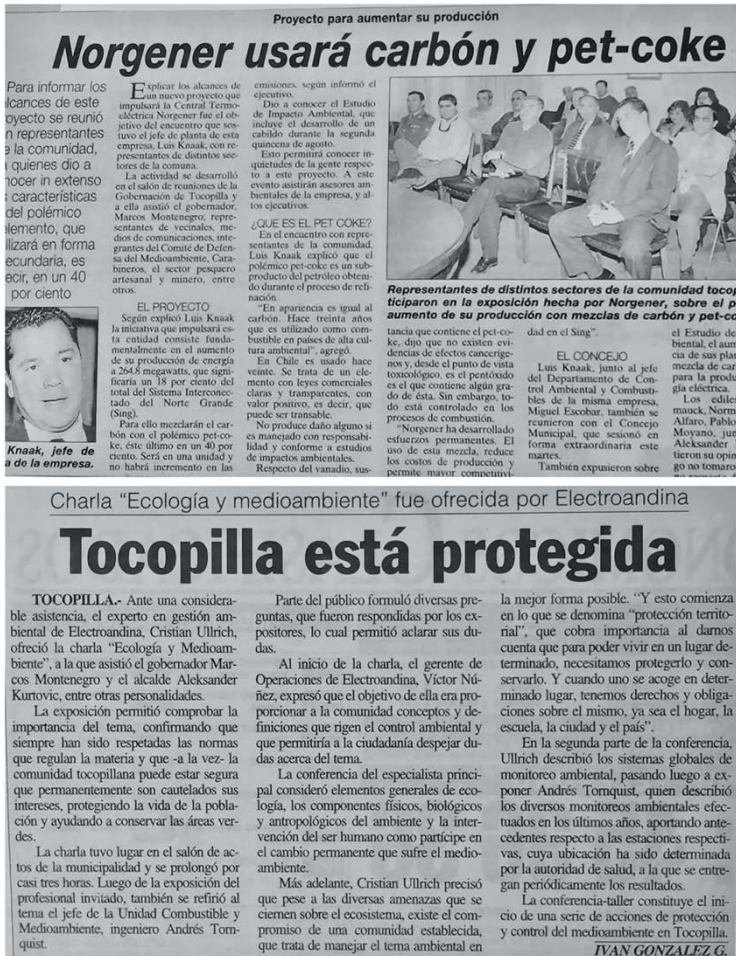 Proyecto para aumentar su producción
Norgener usará carbón y pet-coke
Para informar los
lcances de este
oyecto se reunió
n representantes
e la comunidad,
quienes dio a
nocer in extenso
características
del polémico
lemento, que
ilizará en forma
ecundaria, es
ecir, en un 40
por ciento
Knaak, jefe de
a de la empresa.
Explicar los alcances de
un nuevo proyecto que
impulsará la Central Termo-
eléctrica Norgener fue el ob-
jetivo del encuentro que sos-
tuvo el jefe de planta de esta
empresa, Luis Knaak, con re-
presentantes de distintos sec-
tores de la comuna.
La actividad se desarrolló
en el salón de reuniones de la
Gobernación de Tocopilla y
a ella asistió el gobernador,
Marcos Montenegro; repre-
sentantes de vecinales, me-
dios de comunicaciones, inte-
grantes del Comité de Defen-
sa del Medioambiente, Cara-
bineros, el sector pesquero
artesanal y minero, entre
otros.
EL PROYECTO
Según explicó Luis Knaak
la iniciativa que impulsará es-
ta entidad consiste funda-
mentalmente en el aumento
de su producción de energía
a 264.8 megawatts, que signi-
ficaría un 18 por ciento del
total del Sistema Interconec-
tado del Norte Grande
(Sing).
Para ello mezclarán el car-
bón con el polémico pet-co-
ke, éste último en un 40 por
ciento. Será en una unidad y
no habrá incremento en las
emisiones, según informó el
ejecutivo.
Dio a conocer el Estudio
de Impacto Ambiental, que
incluye el desarrollo de un
cabildo durante la segunda
quincena de agosto.
Esto permitirá conocer in-
quietudes de la gente respec-
to a este proyecto. A este
evento asistirán asesores am-
bientales de la empresa, y al-
tos ejecutivos.
¿QUE ES EL PET COKE?
En el encuentro con repre-
sentantes de la comunidad,
Luis Knaak explicó que el
polémico pet-coke es un sub-
producto del petróleo obteni-
do durante el proceso de refi-
nación.
"En apariencia es igual al
carbón. Hace treinta años
que es utilizado como com-
bustible en países de alta cul-
tura ambiental", agregó.
En Chile es usado hace
veinte. Se trata de un ele-
mento con leyes comerciales
claras y transparentes, con
valor positivo, es decir, que
puede ser transable.
No produce daño alguno si
es manejado con responsabi-
lidad y conforme a estudios
de impactos ambientales.
Respecto del vanadio, sus-
Representantes de distintos sectores de la comunidad tocop
ticiparon en la exposición hecha por Norgener, sobre el p
aumento de su producción con mezclas de carbón y pet-co
tancia que contiene el pet-co-
ke, dijo que no existen evi-
dencias de efectos canceríge-
nos y, desde el punto de vista
toxicológico, es el pentóxido
es el que contiene algún gra-
do de ésta. Sin embargo, to-
do está controlado en los
procesos de combustión.
"Norgener ha desarrollado
esfuerzos permanentes. El
uso de esta mezcla, reduce
los costos de producción y
permite mayor competitivi-
dad en el Sing".
EL CONCEJO
Luis Knaak, junto al jefe
del Departamento de Con-
trol Ambiental y Combusti-
bles de la misma empresa,
Miguel Escobar, también se
reunieron con el Concejo
Municipal, que sesionó en
forma extraordinaria este
martes.
También expusieron sobre
el Estudio de
biental, el aum
cia de sus plan
mezcla de car
para la produ
gía eléctrica.
Los edile
mauck, Norm
Alfaro, Pablo
Moyano, jun
Aleksander
tieron su opin
go no tomaro
Charla "Ecología y medioambiente" fue ofrecida por Electroandina
Tocopilla está protegida
TOCOPILLA.- Ante una considera-
ble asistencia, el experto en gestión am-
biental de Electroandina, Cristian Ullrich,
ofreció la charla "Ecología y Medioam-
biente", a la que asistió el gobernador Mar-
cos Montenegro y el alcalde Aleksander
Kurtovic, entre otras personalidades.
La exposición permitió comprobar la
importancia del tema, confirmando que
siempre han sido respetadas las normas
que regulan la materia y que -a la vez- la
comunidad tocopillana puede estar segura
que permanentemente son cautelados sus
intereses, protegiendo la vida de la pobla-
ción y ayudando a conservar las áreas ver-
des.
La charla tuvo lugar en el salón de ac-
tos de la municipalidad y se prolongó por
casi tres horas. Luego de la exposición del
profesional invitado, también se refirió al
tema el jefe de la Unidad Combustible y
Medioambiente, ingeniero Andrés Torn-
quist.
Parte del público formuló diversas pre-
guntas, que fueron respondidas por los ex-
positores, lo cual permitió aclarar sus du-
das.
Al inicio de la charla, el gerente de
Operaciones de Electroandina, Víctor Nú-
ñez, expresó que el objetivo de ella era pro-
porcionar a la comunidad conceptos y de-
finiciones que rigen el control ambiental y
que permitiría a la ciudadanía despejar du-
das acerca del tema.
La conferencia del especialista princi-
pal consideró elementos generales de eco-
logía, los componentes físicos, biológicos
y antropológicos del ambiente y la inter-
vención del ser humano como partícipe en
el cambio permanente que sufre el medio-
ambiente.
Más adelante, Cristian Ullrich precisó
que pese a las diversas amenazas que se
ciernen sobre el ecosistema, existe el com-
promiso de una comunidad establecida,
que trata de manejar el tema ambiental en
la mejor forma posible. "Y esto comienza
en lo que se denomina "protección territo-
rial", que cobra importancia al darnos
cuenta que para poder vivir en un lugar de-
terminado, necesitamos protegerlo y con-
servarlo. Y cuando uno se acoge en deter-
minado lugar, tenemos derechos y obliga-
ciones sobre el mismo, ya sea el hogar, la
escuela, la ciudad y el país".
En la segunda parte de la conferencia,
Ullrich describió los sistemas globales de
monitoreo ambiental, pasando luego a ex-
poner Andrés Tornquist, quien describió
los diversos monitoreos ambientales efec-
tuados en los últimos años, aportando ante-
cedentes respecto a las estaciones respecti-
vas, cuya ubicación ha sido determinada
por la autoridad de salud, a la que se entre-
gan periódicamente los resultados.
La conferencia-taller constituye el ini-
cio de una serie de acciones de protección
y control del medioambiente en Tocopilla.
IVAN GONZALEZ G.